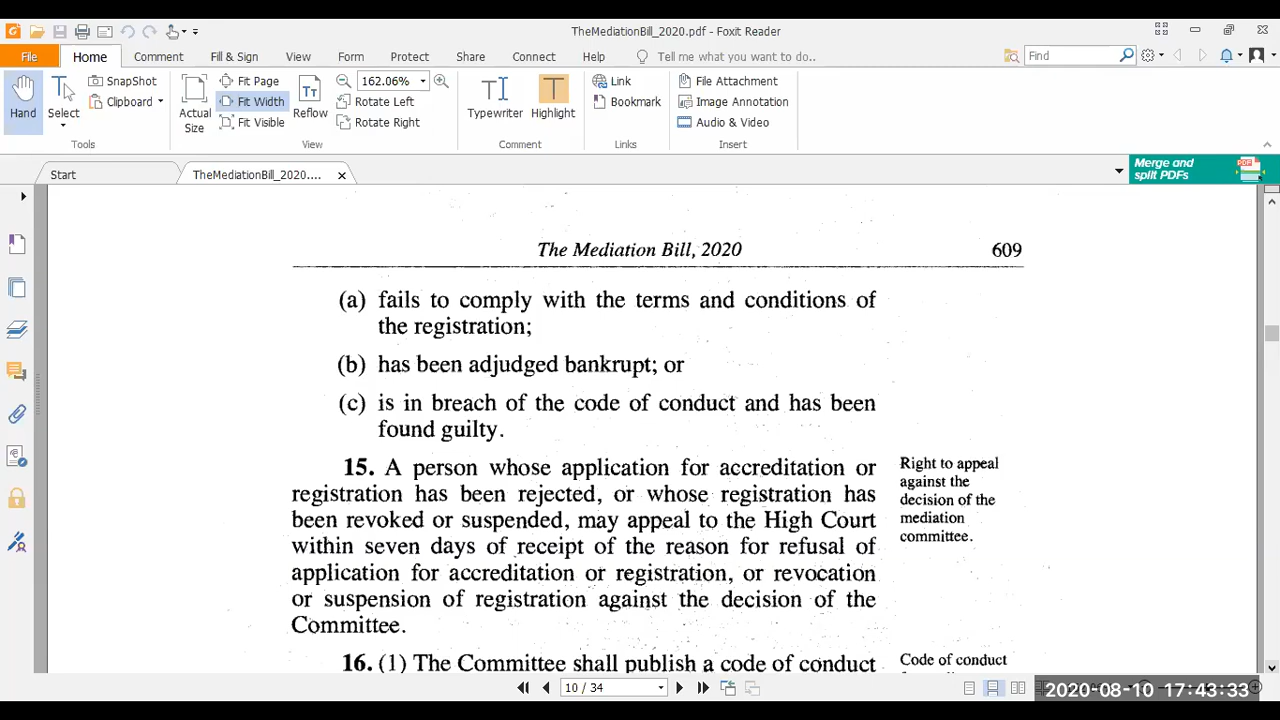 TheMediationBill_2020.pdf - Foxit Reader
File Home Comment Fill & Sign View Form Protect Share Connect Help Tell me what you want to do.. Find
Hand
Select
SnapShot
Clipboard
Tools
Actual Size
Fit Page
Fit Width
Fit Visible
Reflow
162.06%
Rotate Left
Rotate Right
View
Typewriter
Highlight
Comment
Link
Bookmark
Links
File Attachment
Image Annotation
Audio & Video
Insert
Start
TheMediationBill_2020....
Merge and
split PDFs
PDF
The Mediation Bill, 2020 609
(a) fails to comply with the terms and conditions of
the registration;
(b) has been adjudged bankrupt; or
(c) is in breach of the code of conduct and has been
found guilty.
15. A person whose application for accreditation or
registration has been rejected, or whose registration has
been revoked or suspended, may appeal to the High Court
within seven days of receipt of the reason for refusal of
application for accreditation or registration, or revocation
or suspension of registration against the decision of the
Committee.
Right to appeal
against the
decision of the
mediation
committee.
16. (1) The Committee shall publish a code of conduct
Code of conduct
10 / 34
2020-08-10 17:43:33